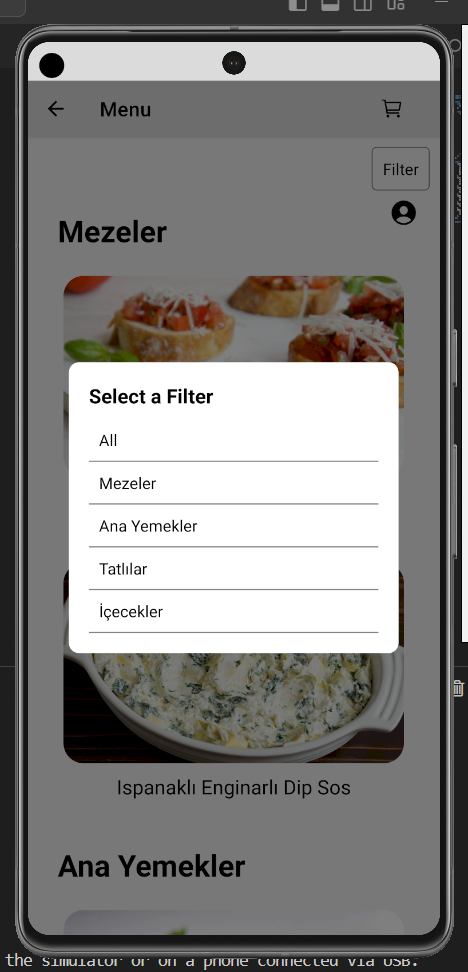 Menu
Filter
Mezeler
Select a Filter
All
Mezeler
Ana Yemekler
Tatlılar
İçecekler
Ispanaklı Enginarlı Dip Sos
Ana Yemekler
the simulator or on a phone connected via USB.